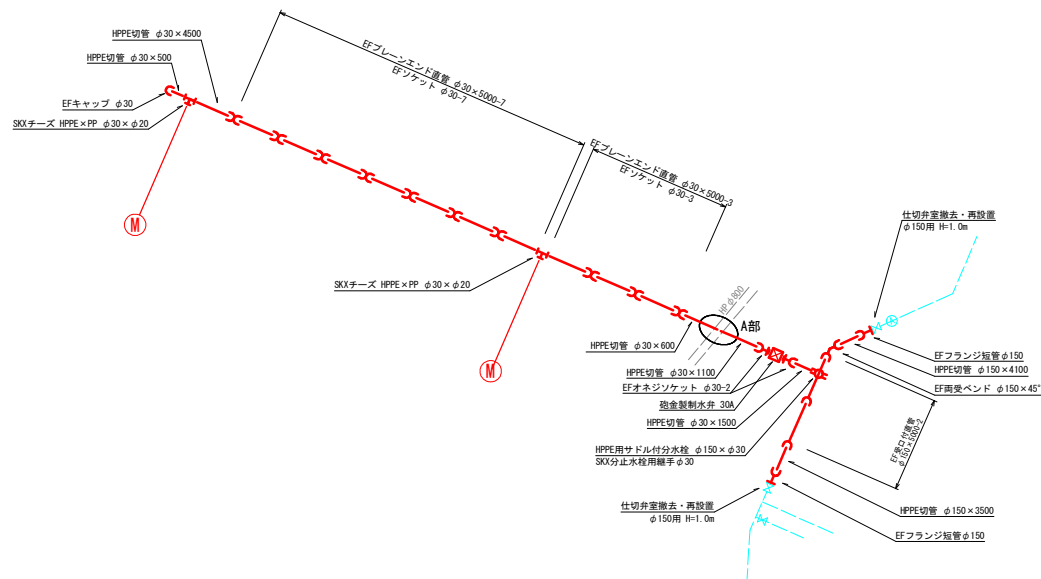 HPPE切管 φ30×4500
HPPE切管 φ30×500
EFキャップ φ30
SKXチーズ HPPE×PP φ30×φ20
M
EFプレーンエンド直管 φ30×5000-7
EFソケット φ30-7
EFプレーンエンド直管 φ30×5000-3
EFソケット φ30-3
SKXチーズ HPPE×PP φ30×φ20
M
HPφ800
A部
HPPE切管 φ30×600
HPPE切管 φ30×1100
EFオネジソケット φ30-2
砲金製制水弁 30A
HPPE切管 φ30×1500
HPPE用サドル付分水栓 φ150×φ30
SKX分止水栓用継手φ30
仕切弁室撤去・再設置
φ150用 H=1.0m
EFフランジ短管φ150
HPPE切管 φ150×4100
EF両受ベンド φ150×45°
EF受口付直管
φ150×5000-2
仕切弁室撤去・再設置
φ150用 H=1.0m
HPPE切管 φ150×3500
EFフランジ短管φ150